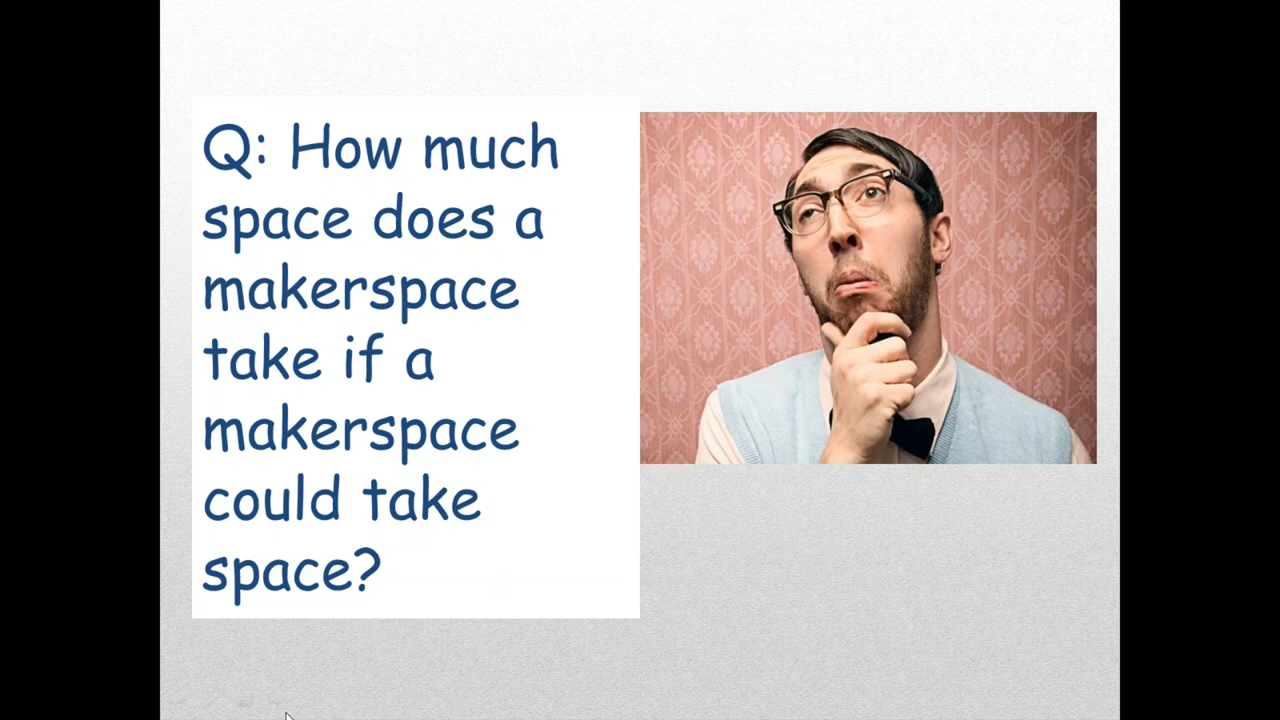 Q: How much
space does a
makerspace
take if a
makerspace
could take
space?